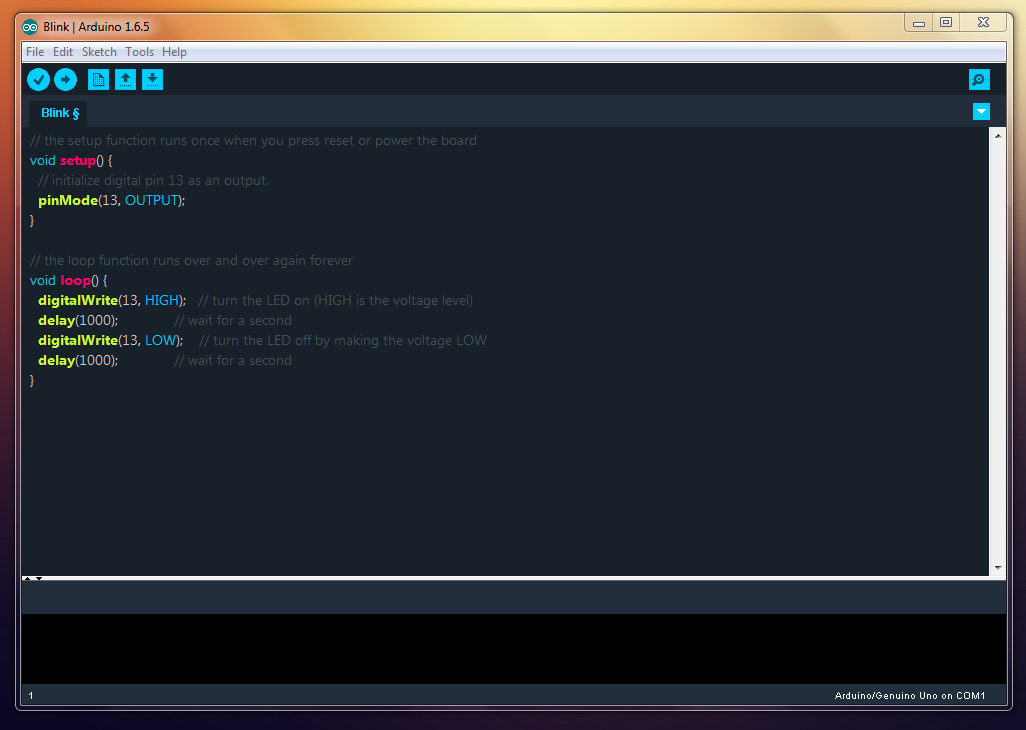 Blink | Arduino 1.6.5
File Edit Sketch Tools Help
Blink §
// the setup function runs once when you press reset or power the board
void setup() {
  // initialize digital pin 13 as an output.
  pinMode(13, OUTPUT);
}
// the loop function runs over and over again forever
void loop() {
  digitalWrite(13, HIGH);   // turn the LED on (HIGH is the voltage level)
  delay(1000);              // wait for a second
  digitalWrite(13, LOW);    // turn the LED off by making the voltage LOW
  delay(1000);              // wait for a second
}
1
Arduino/Genuino Uno on COM1